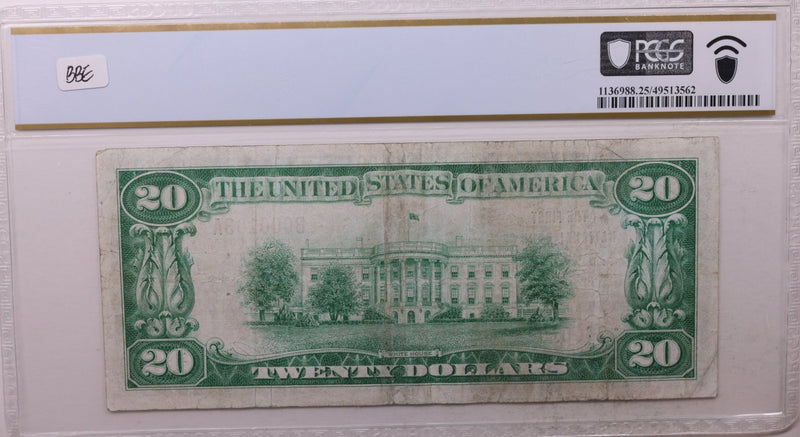 BBE
PCGS
BANKNOTE
1136988.25/49513562
20 THE UNITED STATES OF AMERICA 20
WHITE HOUSE
20 TWENTY DOLLARS 20